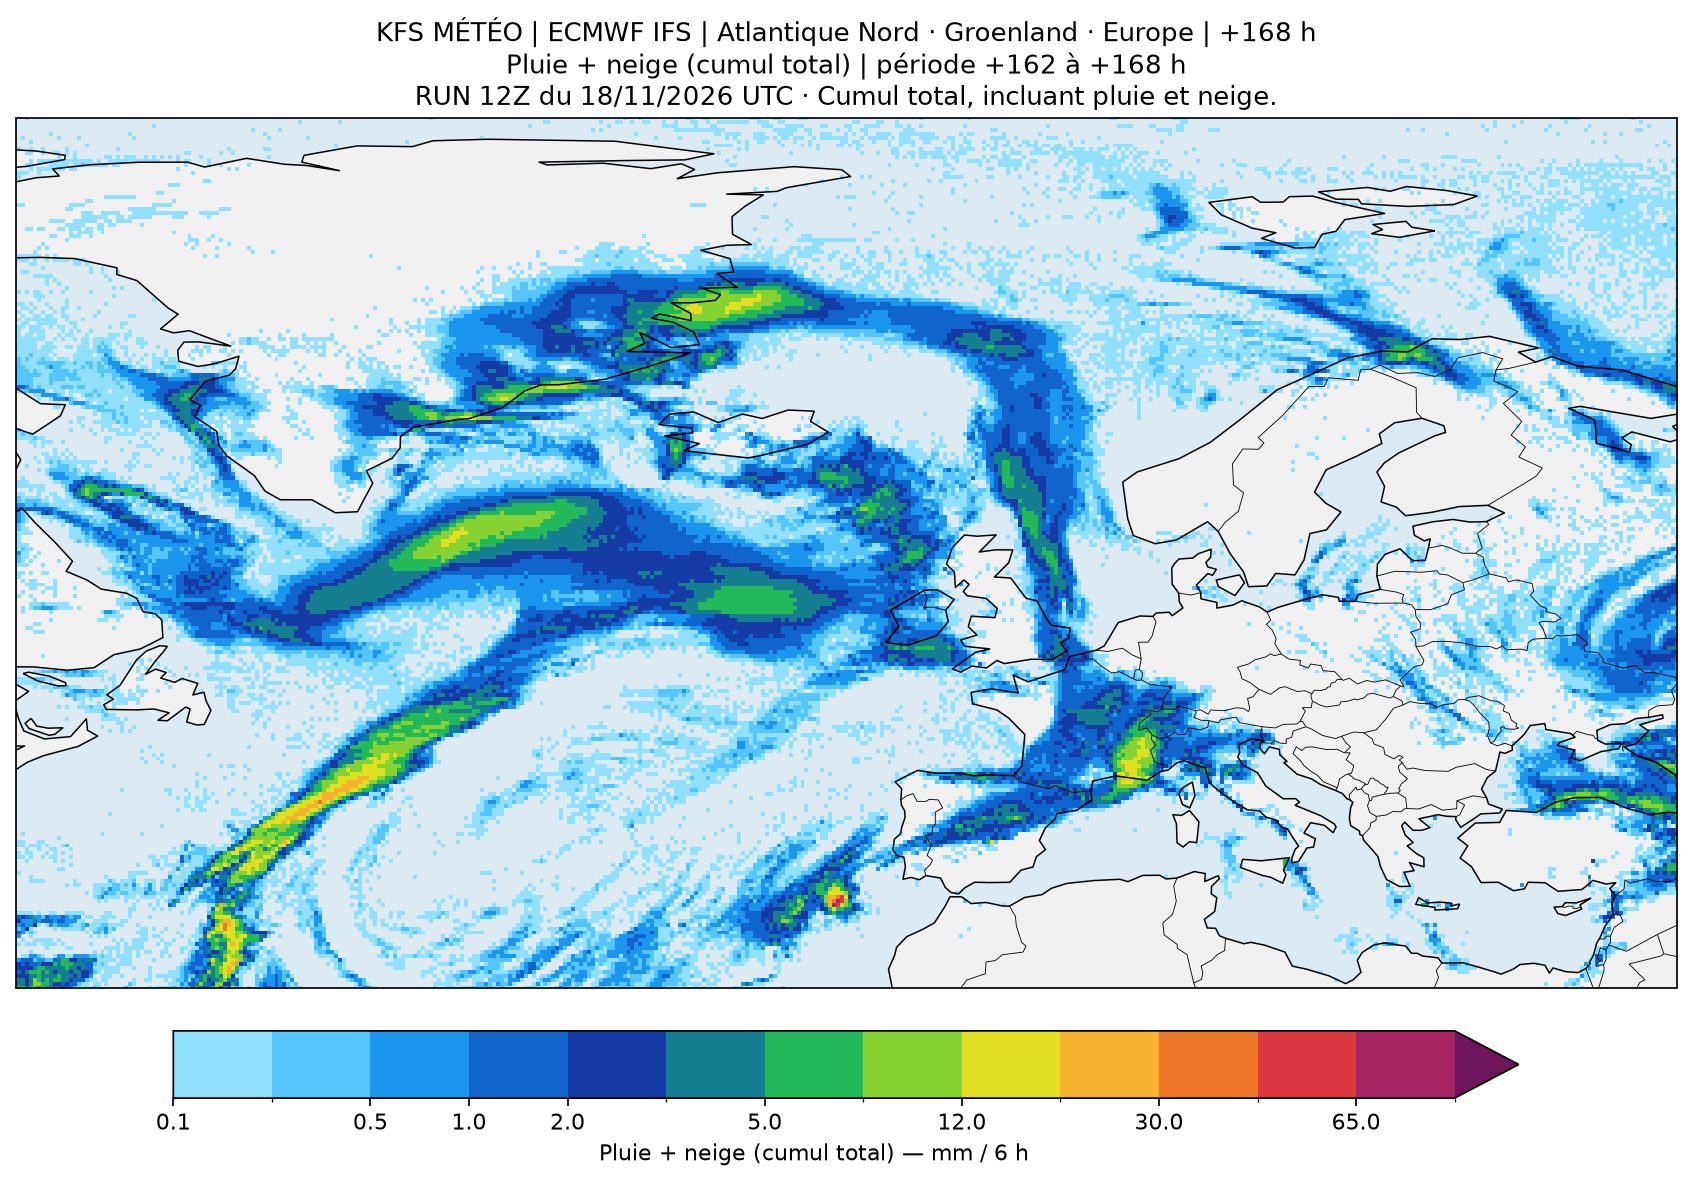 KFS MÉTÉO | ECMWF IFS | Atlantique Nord · Groenland · Europe | +168 h
Pluie + neige (cumul total) | période +162 à +168 h
RUN 12Z du 18/11/2026 UTC · Cumul total, incluant pluie et neige.
0.1 0.5 1.0 2.0 5.0 12.0 30.0 65.0
Pluie + neige (cumul total) — mm / 6 h